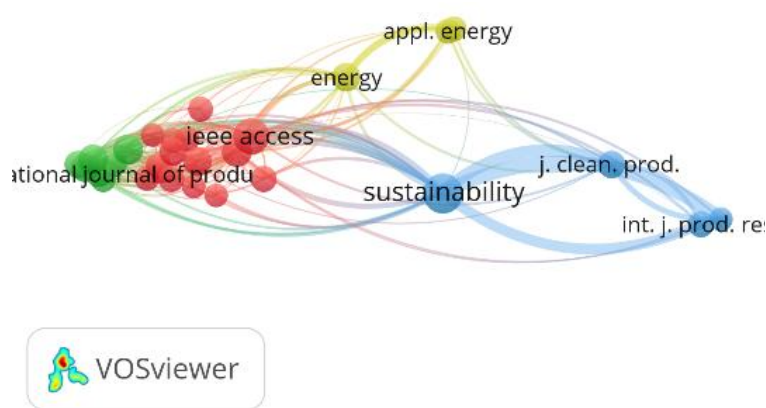 appl. energy
energy
ieee access
ational journal of produ
j. clean. prod.
sustainability
int. j. prod. res
VOSviewer